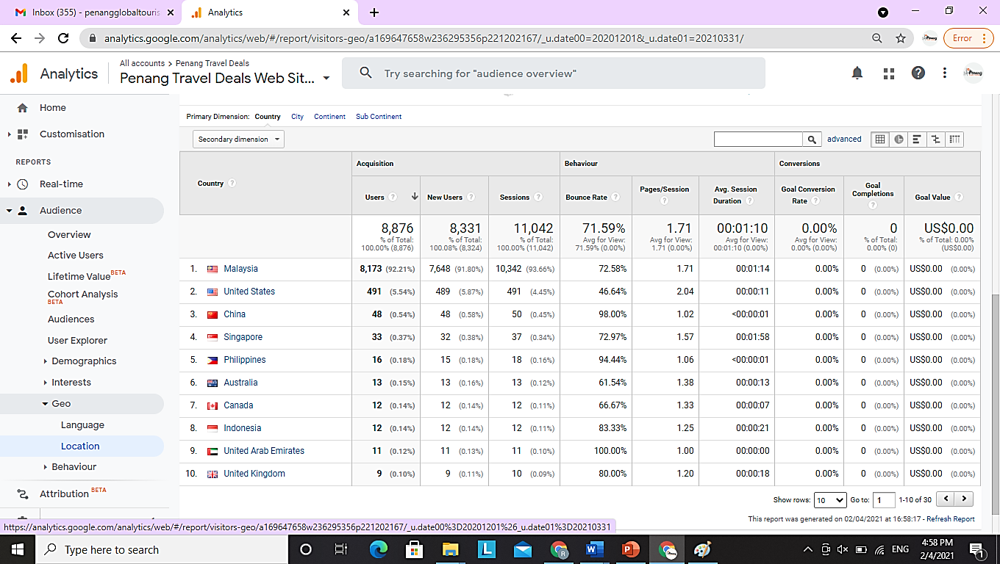 Inbox (355) - penangglobaltouris
Analytics
analytics.google.com/analytics/web/#/report/visitors-geo/a169647658w236295356p221202167/_u.date00=20201201&_u.date01=20210331/
Error
Analytics
All accounts > Penang Travel Deals
Penang Travel Deals Web Sit...
Try searching for "audience overview"
Home
Customisation
REPORTS
Real-time
Audience
Overview
Active Users
Lifetime Value BETA
Cohort Analysis
BETA
Audiences
User Explorer
Demographics
Interests
Geo
Language
Location
Behaviour
Attribution BETA
Primary Dimension: Country City Continent Sub Continent
Secondary dimension
advanced
Acquisition Behaviour Conversions
Country Users New Users Sessions Bounce Rate Pages/Session Avg. Session Duration Goal Conversion Rate Goal Completions Goal Value
8,876 8,331 11,042 71.59% 1.71 00:01:10 0.00% 0 US$0.00
% of Total: % of Total: % of Total: Avg for View: Avg for View: Avg for View: Avg for View: % of Total: % of Total: 0.00%
100.00% (8,876) 100.08% (8,324) 100.00% (11,042) 71.59% (0.00%) 1.71 (0.00%) 00:01:10 (0.00%) 0.00% (0.00%) 0.00% (0) (US$0.00)
1. Malaysia 8,173 (92.21%) 7,648 (91.80%) 10,342 (93.66%) 72.58% 1.71 00:01:14 0.00% 0 (0.00%) US$0.00 (0.00%)
2. United States 491 (5.54%) 489 (5.87%) 491 (4.45%) 46.64% 2.04 00:00:11 0.00% 0 (0.00%) US$0.00 (0.00%)
3. China 48 (0.54%) 48 (0.58%) 50 (0.45%) 98.00% 1.02 <00:00:01 0.00% 0 (0.00%) US$0.00 (0.00%)
4. Singapore 33 (0.37%) 32 (0.38%) 37 (0.34%) 72.97% 1.57 00:01:58 0.00% 0 (0.00%) US$0.00 (0.00%)
5. Philippines 16 (0.18%) 15 (0.18%) 18 (0.16%) 94.44% 1.06 <00:00:01 0.00% 0 (0.00%) US$0.00 (0.00%)
6. Australia 13 (0.15%) 13 (0.16%) 13 (0.12%) 61.54% 1.38 00:00:13 0.00% 0 (0.00%) US$0.00 (0.00%)
7. Canada 12 (0.14%) 12 (0.14%) 12 (0.11%) 66.67% 1.33 00:00:07 0.00% 0 (0.00%) US$0.00 (0.00%)
8. Indonesia 12 (0.14%) 12 (0.14%) 12 (0.11%) 83.33% 1.25 00:00:21 0.00% 0 (0.00%) US$0.00 (0.00%)
9. United Arab Emirates 11 (0.12%) 11 (0.13%) 11 (0.10%) 100.00% 1.00 00:00:00 0.00% 0 (0.00%) US$0.00 (0.00%)
10. United Kingdom 9 (0.10%) 9 (0.11%) 10 (0.09%) 80.00% 1.20 00:00:18 0.00% 0 (0.00%) US$0.00 (0.00%)
Show rows: 10 Go to: 1 1-10 of 30
This report was generated on 02/04/2021 at 16:58:17 - Refresh Report
https://analytics.google.com/analytics/web/#/report/visitors-geo/a169647658w236295356p221202167/_u.date00%3D20201201%26_u.date01%3D20210331
Type here to search
ENG
4:58 PM
2/4/2021
1